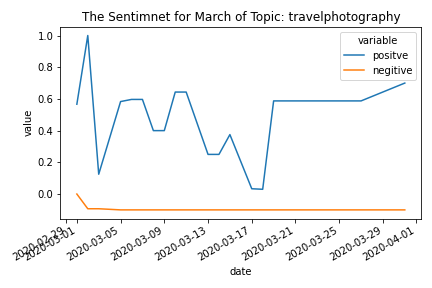 The Sentimnet for March of Topic: travelphotography
variable
positve
negitive
1.0
0.8
0.6
0.4
0.2
0.0
value
2020-02-29
2020-03-01
2020-03-05
2020-03-09
2020-03-13
2020-03-17
2020-03-21
2020-03-25
2020-03-29
2020-04-01
date